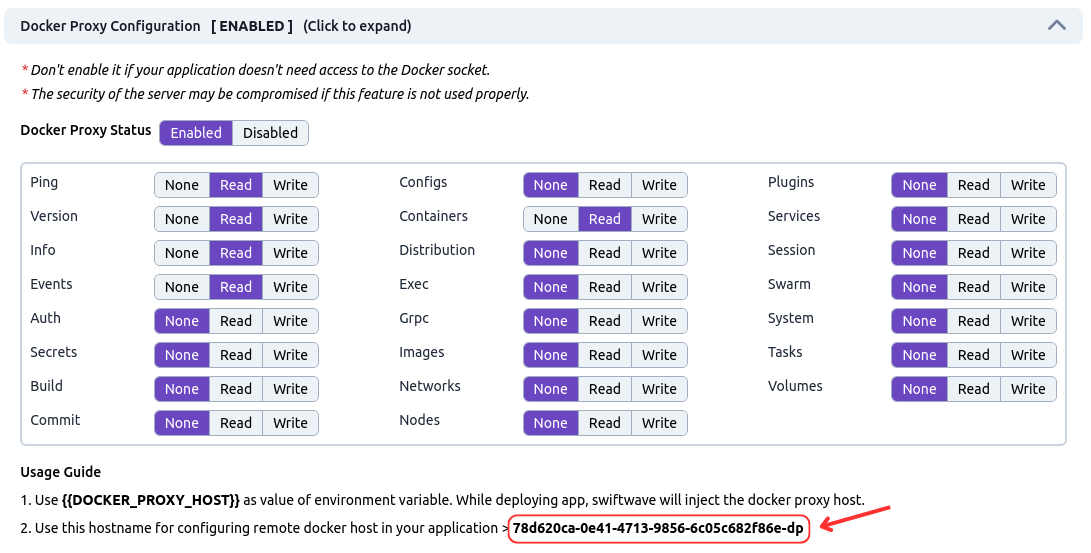 Docker Proxy Configuration [ ENABLED ] (Click to expand)
* Don't enable it if your application doesn't need access to the Docker socket.
* The security of the server may be compromised if this feature is not used properly.
Docker Proxy Status Enabled Disabled
Ping None Read Write Configs None Read Write Plugins None Read Write
Version None Read Write Containers None Read Write Services None Read Write
Info None Read Write Distribution None Read Write Session None Read Write
Events None Read Write Exec None Read Write Swarm None Read Write
Auth None Read Write Grpc None Read Write System None Read Write
Secrets None Read Write Images None Read Write Tasks None Read Write
Build None Read Write Networks None Read Write Volumes None Read Write
Commit None Read Write Nodes None Read Write
Usage Guide
1. Use {{DOCKER_PROXY_HOST}} as value of environment variable. While deploying app, swiftwave will inject the docker proxy host.
2. Use this hostname for configuring remote docker host in your application > 78d620ca-0e41-4713-9856-6c05c682f86e-dp